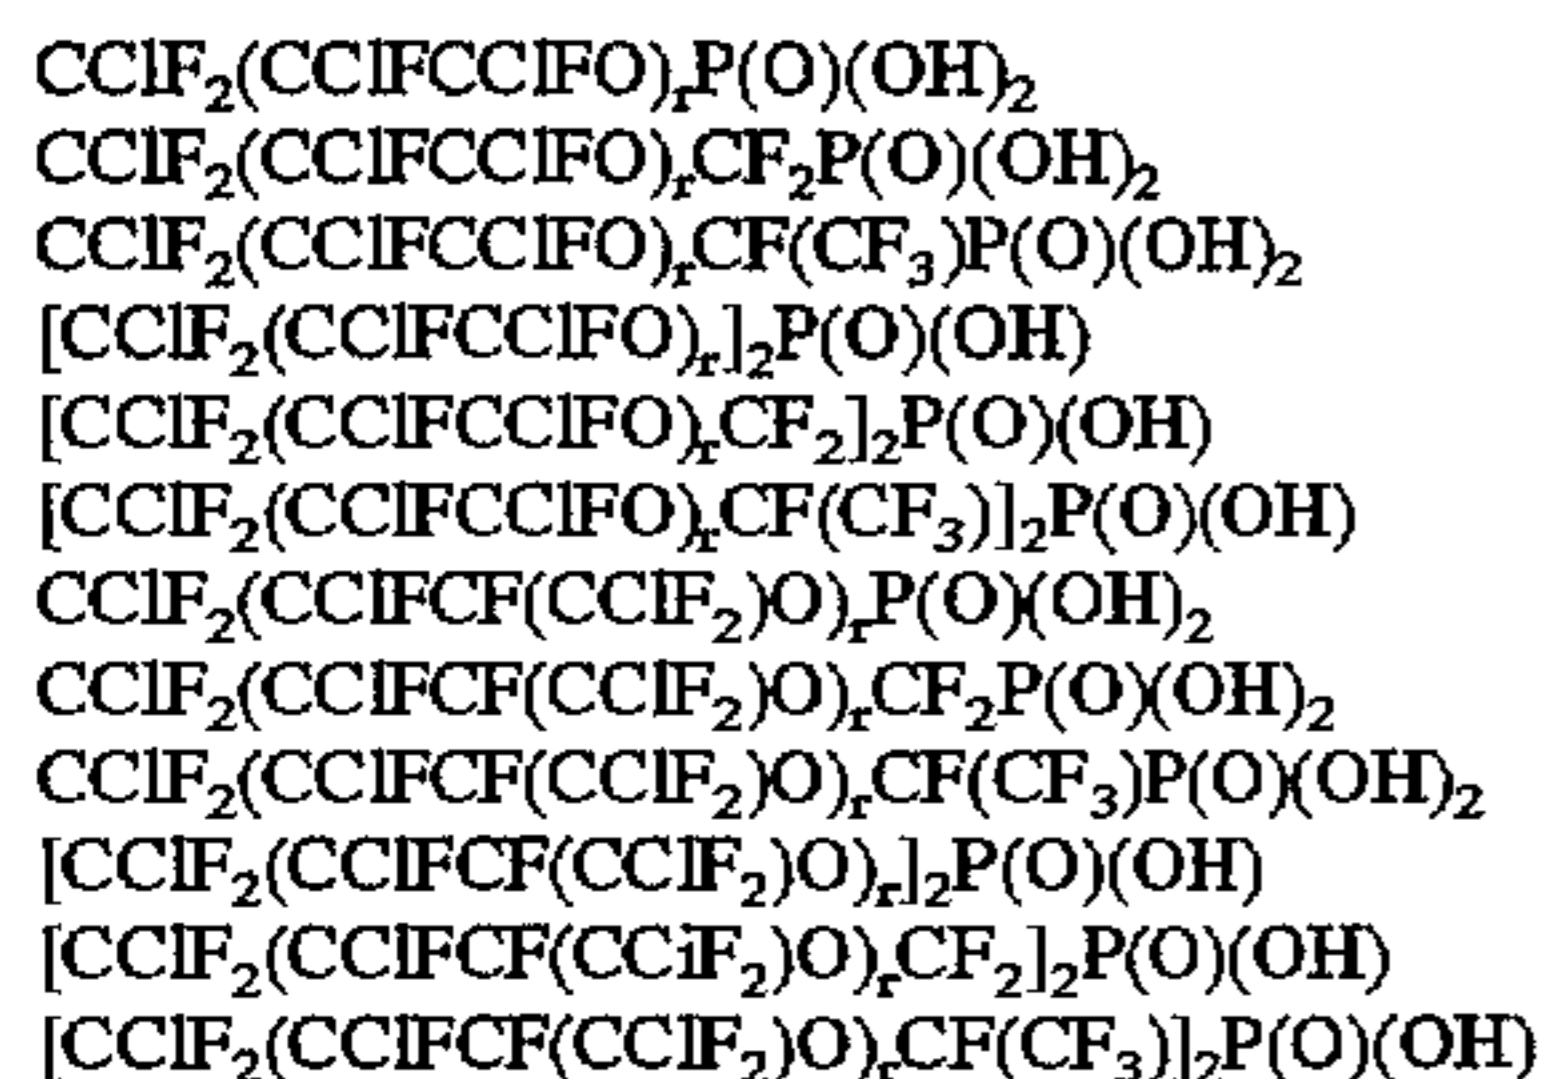 CClF₂(CClFCClFO)ᵣP(O)(OH)₂
CClF₂(CClFCClFO)ᵣCF₂P(O)(OH)₂
CClF₂(CClFCClFO)ᵣCF(CF₃)P(O)(OH)₂
[CClF₂(CClFCClFO)ᵣ]₂P(O)(OH)
[CClF₂(CClFCClFO)ᵣCF₂]₂P(O)(OH)
[CClF₂(CClFCClFO)ᵣCF(CF₃)]₂P(O)(OH)
CClF₂(CClFCF(CClF₂)O)ᵣP(O)(OH)₂
CClF₂(CClFCF(CClF₂)O)ᵣCF₂P(O)(OH)₂
CClF₂(CClFCF(CClF₂)O)ᵣCF(CF₃)P(O)(OH)₂
[CClF₂(CClFCF(CClF₂)O)ᵣ]₂P(O)(OH)
[CClF₂(CClFCF(CCiF₂)O)ᵣCF₂]₂P(O)(OH)
[CClF₂(CClFCF(CClF₂)O)ᵣCF(CF₃)]₂P(O)(OH)